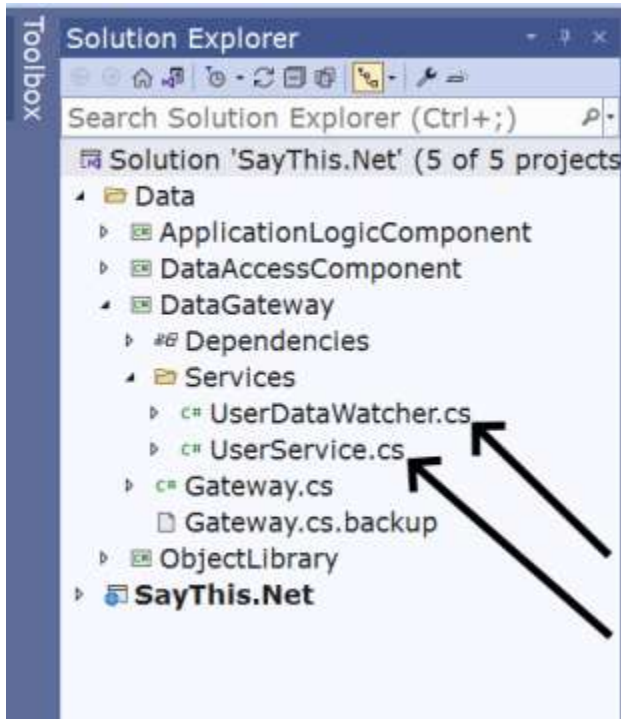 Toolbox
Solution Explorer
Search Solution Explorer (Ctrl+;)
Solution 'SayThis.Net' (5 of 5 projects
Data
C# ApplicationLogicComponent
C# DataAccessComponent
C# DataGateway
Dependencies
Services
C# UserDataWatcher.cs
C# UserService.cs
C# Gateway.cs
Gateway.cs.backup
C# ObjectLibrary
SayThis.Net